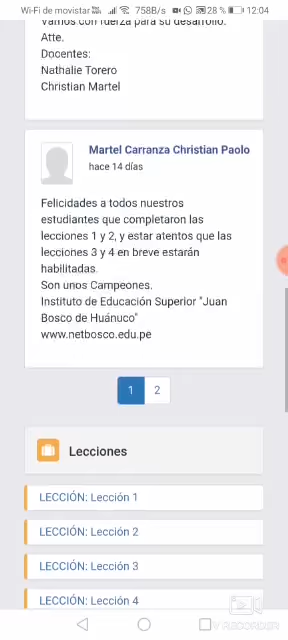 Wi-Fi de movistar 758B/s 28 % 12:04
Vamos con fuerza para su desarrollo.
Atte.
Docentes:
Nathalie Torero
Christian Martel
Martel Carranza Christian Paolo
hace 14 días
Felicidades a todos nuestros
estudiantes que completaron las
lecciones 1 y 2, y estar atentos que las
lecciones 3 y 4 en breve estarán
habilitadas.
Son unos Campeones.
Instituto de Educación Superior "Juan
Bosco de Huánuco"
www.netbosco.edu.pe
1 2
Lecciones
LECCIÓN: Lección 1
LECCIÓN: Lección 2
LECCIÓN: Lección 3
LECCIÓN: Lección 4
V RECORDER